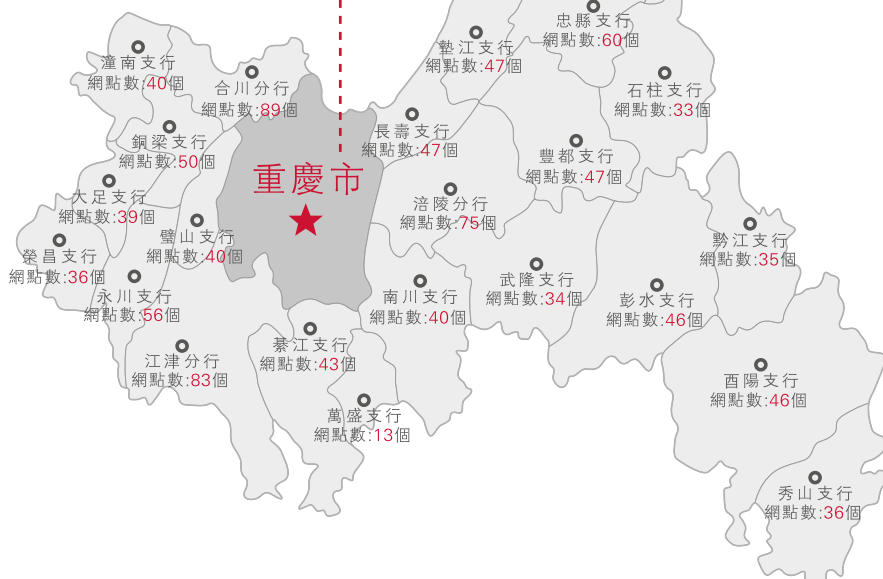 忠縣支行
網點數:60個
墊江支行
網點數:47個
潼南支行
網點數:40個
合川分行
網點數:89個
石柱支行
網點數:33個
長壽支行
網點數:47個
銅梁支行
網點數:50個
豐都支行
網點數:47個
重慶市
大足支行
網點數:39個
涪陵分行
網點數:75個
璧山支行
網點數:40個
黔江支行
網點數:35個
榮昌支行
網點數:36個
武隆支行
網點數:34個
永川支行
網點數:56個
南川支行
網點數:40個
彭水支行
網點數:46個
綦江支行
網點數:43個
江津分行
網點數:83個
酉陽支行
網點數:46個
萬盛支行
網點數:13個
秀山支行
網點數:36個